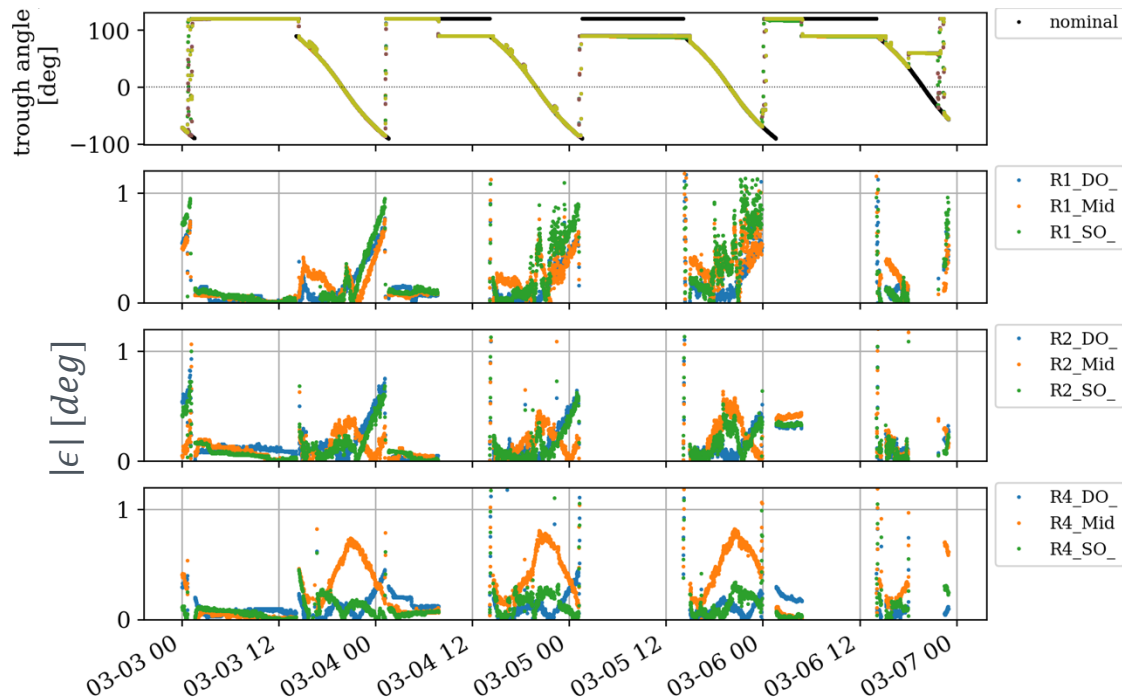 trough angle
[deg]
100
0
−100
nominal
1
0
R1_DO_
R1_Mid
R1_SO_
|ϵ| [deg]
1
0
R2_DO_
R2_Mid
R2_SO_
1
0
R4_DO_
R4_Mid
R4_SO_
03-03 00
03-03 12
03-04 00
03-04 12
03-05 00
03-05 12
03-06 00
03-06 12
03-07 00